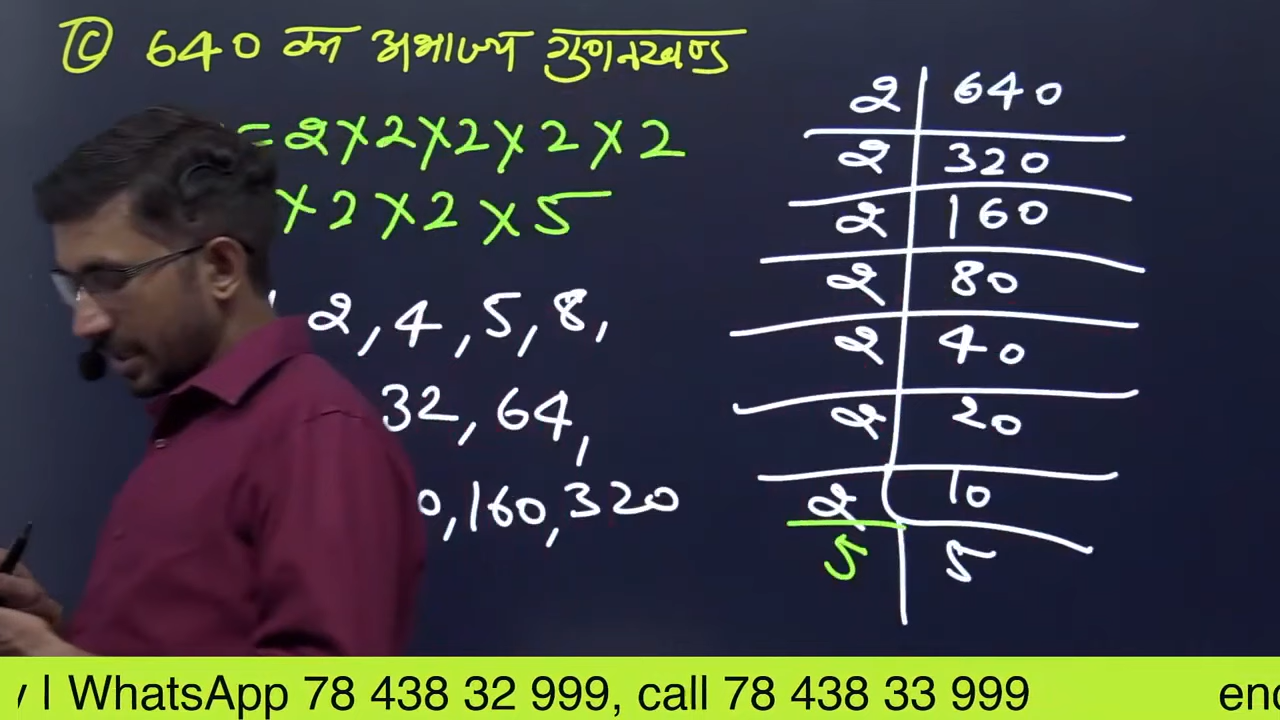 © 640 का अभाज्य गुणनखण्ड
= 2 × 2 × 2 × 2 × 2
× 2 × 2 × 5
2, 4, 5, 8,
32, 64,
0, 160, 320
2 | 640
2 | 320
2 | 160
2 | 80
2 | 40
2 | 20
2 | 10
5 | 5
y | WhatsApp 78 438 32 999, call 78 438 33 999 end